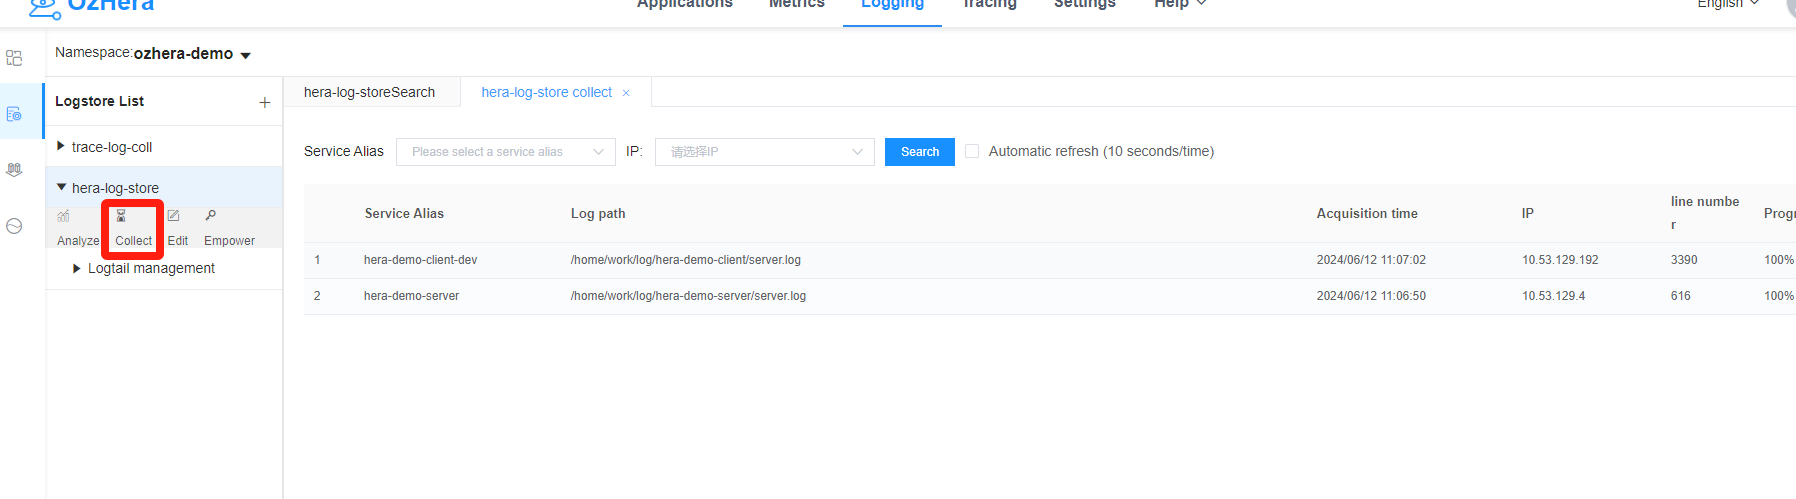 OzHera
Applications Metrics Logging Tracing Settings Help
English
Namespace:ozhera-demo
Logstore List
trace-log-coll
hera-log-store
Analyze Collect Edit Empower
Logtail management
hera-log-storeSearch
hera-log-store collect ×
Service Alias Please select a service alias IP: 请选择IP Search Automatic refresh (10 seconds/time)
Service Alias Log path Acquisition time IP line numbe
r Progr
1 hera-demo-client-dev /home/work/log/hera-demo-client/server.log 2024/06/12 11:07:02 10.53.129.192 3390 100%
2 hera-demo-server /home/work/log/hera-demo-server/server.log 2024/06/12 11:06:50 10.53.129.4 616 100%